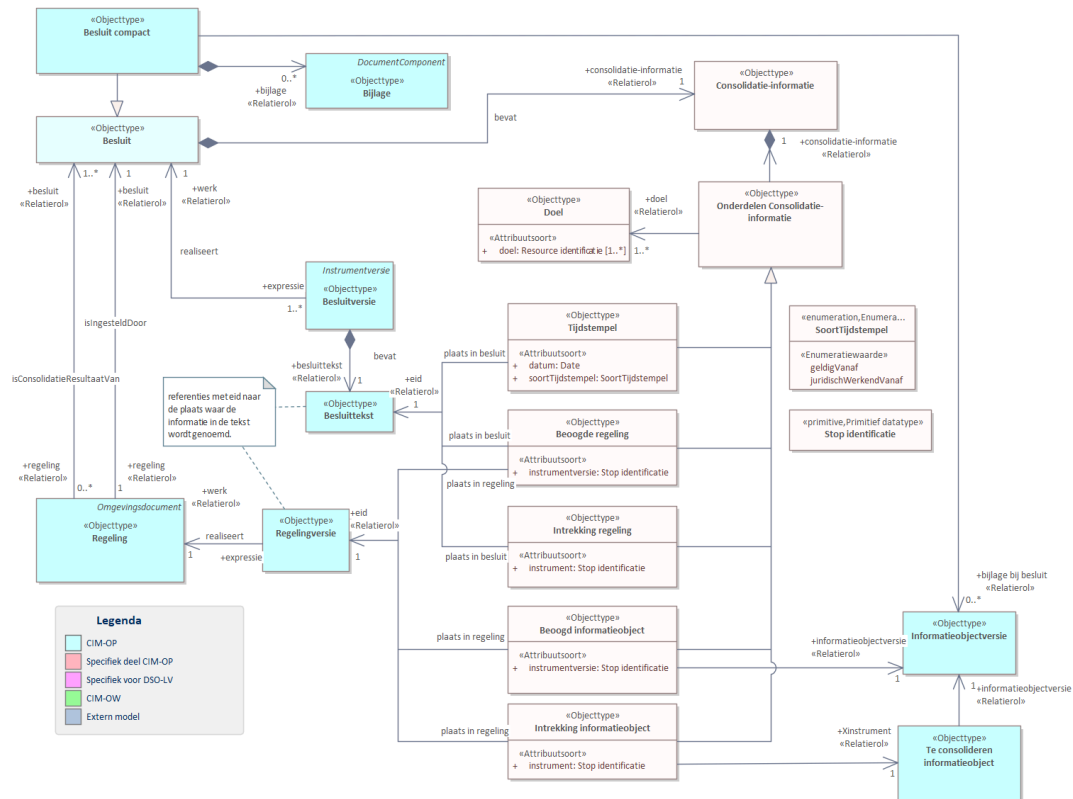 «Objecttype»
Besluit compact
DocumentComponent
«Objecttype»
Bijlage
0..*
+bijlage
«Relatierol»
+consolidatie-informatie
«Relatierol»
1
«Objecttype»
Consolidatie-informatie
bevat
«Objecttype»
Besluit
1
+consolidatie-informatie
«Relatierol»
+besluit
«Relatierol»
1..*
1
+besluit
«Relatierol»
1
+werk
«Relatierol»
«Objecttype»
Doel
«Attribuutsoort»
+ doel: Resource identificatie [1..*]
+doel
«Relatierol»
1..*
«Objecttype»
Onderdelen Consolidatie-
informatie
realiseert
Instrumentversie
«Objecttype»
Besluitversie
+expressie
1..*
isIngesteldDoor
isConsolidatieResultaatVan
bevat
+besluittekst
«Relatierol»
1
«Objecttype»
Besluittekst
+eid
«Relatierol»
1
referenties met eid naar
de plaats waar de
informatie in de tekst
wordt genoemd.
plaats in besluit
«Objecttype»
Tijdstempel
«Attribuutsoort»
+ datum: Date
+ soortTijdstempel: SoortTijdstempel
«enumeration,Enumera...
SoortTijdstempel
«Enumeratiewaarde»
geldigVanaf
juridischWerkendVanaf
«primitive,Primitief datatype»
Stop identificatie
plaats in besluit
plaats in regeling
«Objecttype»
Beoogde regeling
«Attribuutsoort»
+ instrumentversie: Stop identificatie
+regeling
«Relatierol»
0..*
+regeling
«Relatierol»
1
Omgevingsdocument
«Objecttype»
Regeling
+werk
«Relatierol»
realiseert
1
+expressie
«Objecttype»
Regelingversie
+eid
«Relatierol»
1
plaats in besluit
«Objecttype»
Intrekking regeling
«Attribuutsoort»
+ instrument: Stop identificatie
+bijlage bij besluit
«Relatierol»
0..*
plaats in regeling
«Objecttype»
Beoogd informatieobject
«Attribuutsoort»
+ instrumentversie: Stop identificatie
+informatieobjectversie
«Relatierol»
1
«Objecttype»
Informatieobjectversie
1
+informatieobjectversie
«Relatierol»
plaats in regeling
«Objecttype»
Intrekking informatieobject
«Attribuutsoort»
+ instrument: Stop identificatie
+Xinstrument
«Relatierol»
1
«Objecttype»
Te consolideren
informatieobject
Legenda
CIM-OP
Specifiek deel CIM-OP
Specifiek voor DSO-LV
CIM-OW
Extern model